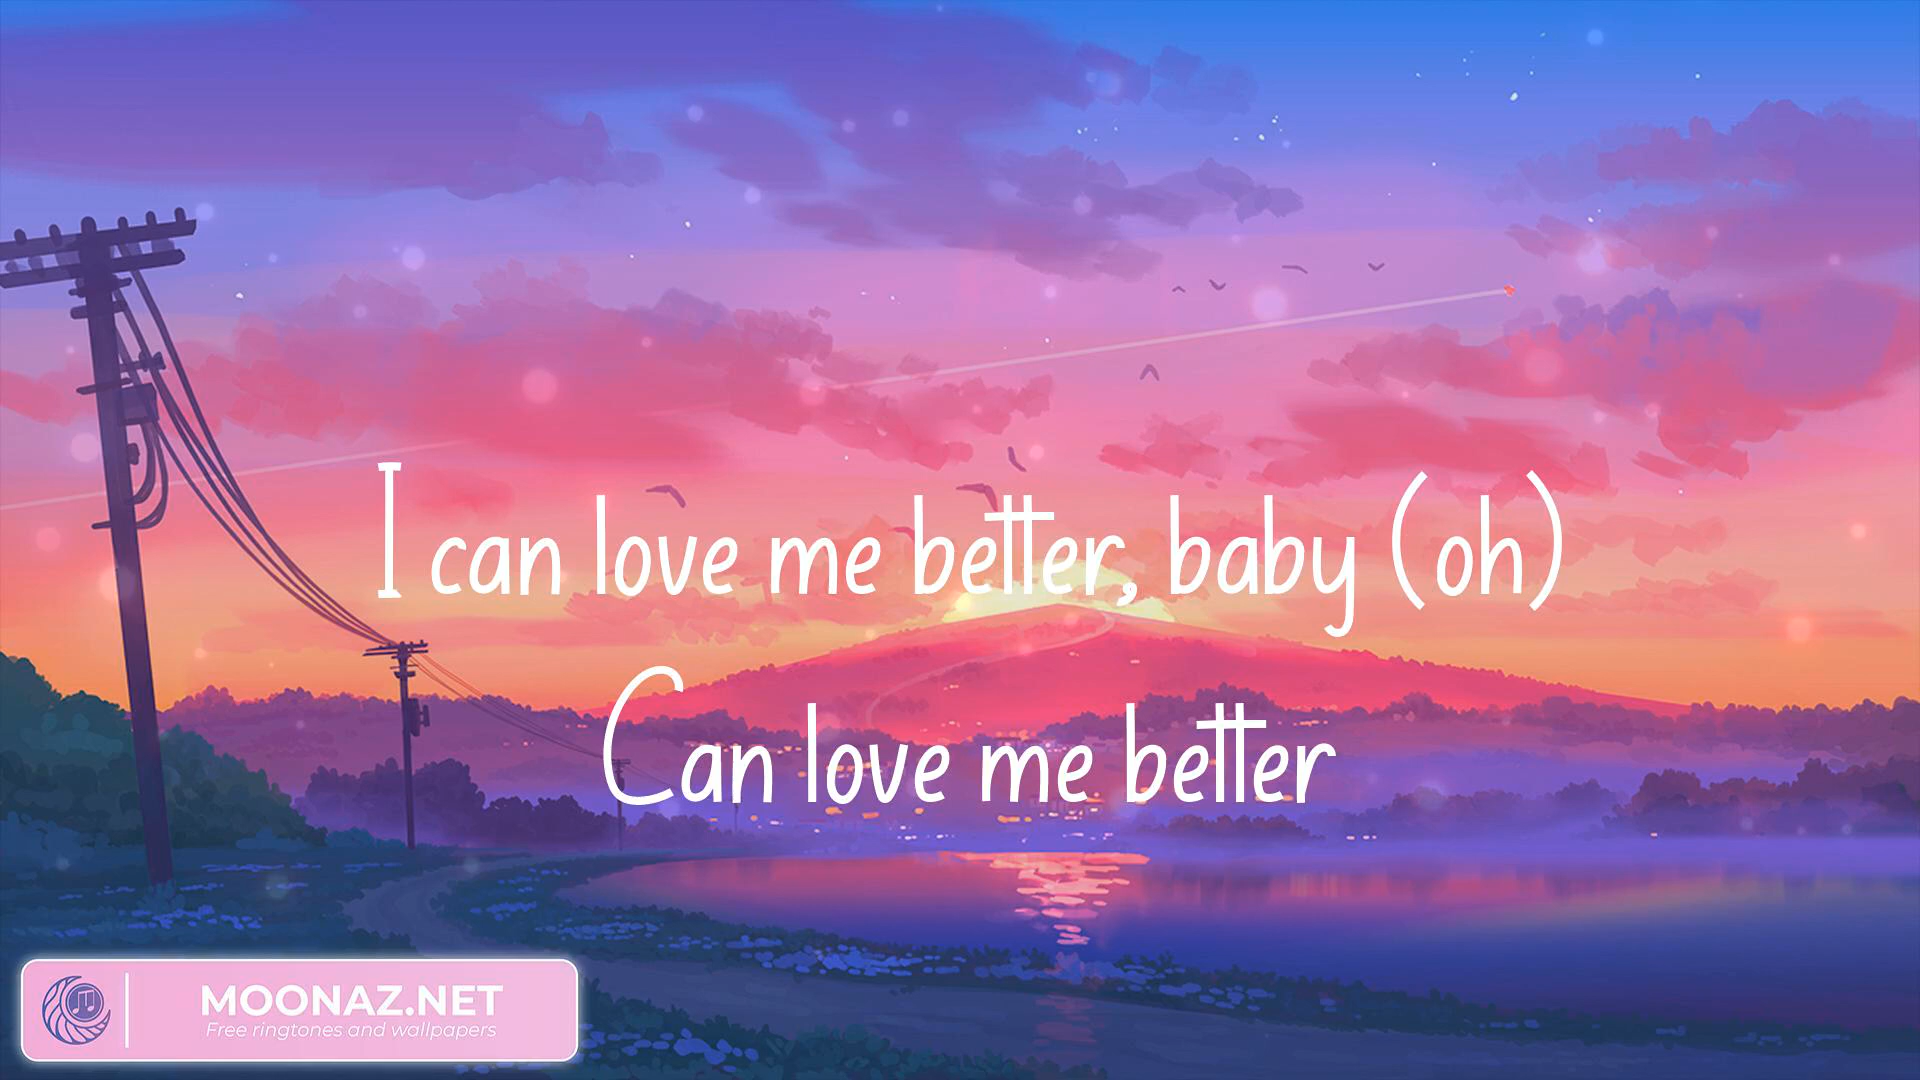 I can love me better, baby (oh)
Can love me better
MOONAZ.NET
Free ringtones and wallpapers